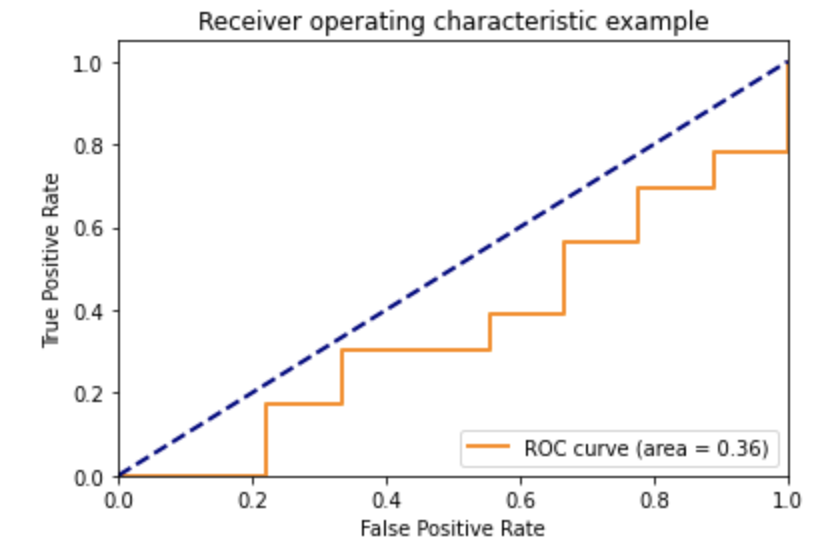 Receiver operating characteristic example
1.0
0.8
0.6
0.4
0.2
0.0
True Positive Rate
ROC curve (area = 0.36)
0.0 0.2 0.4 0.6 0.8 1.0
False Positive Rate